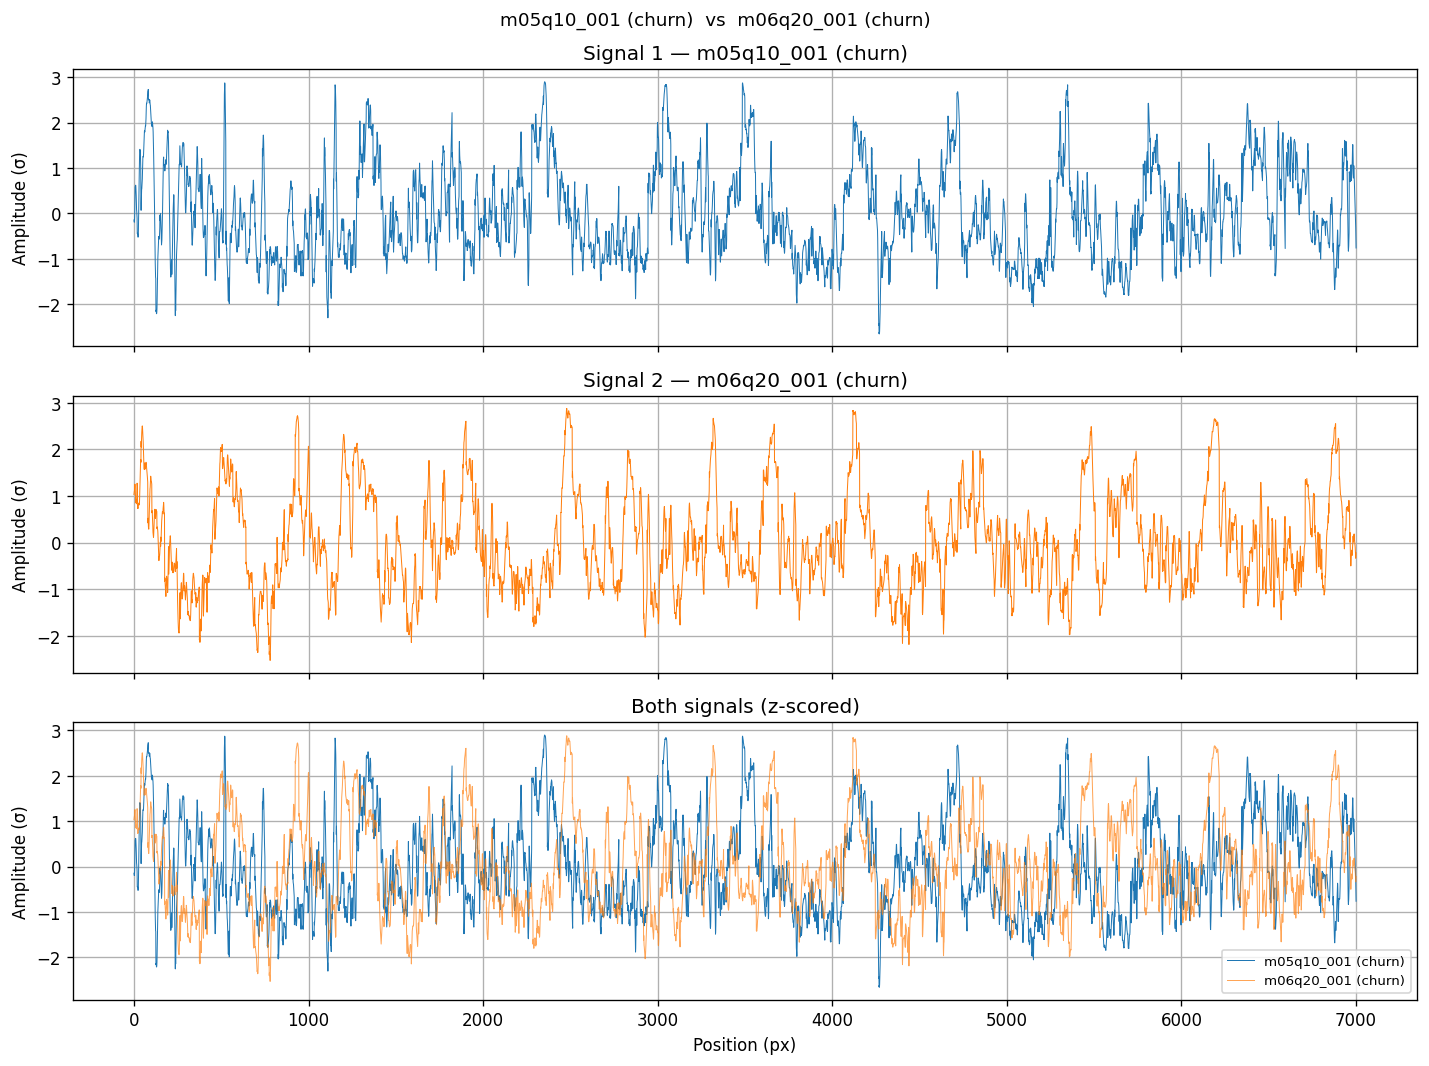 m05q10_001 (churn)  vs  m06q20_001 (churn)
Signal 1 — m05q10_001 (churn)
3
2
1
0
−1
−2
Amplitude (σ)
Signal 2 — m06q20_001 (churn)
3
2
1
0
−1
−2
Amplitude (σ)
Both signals (z-scored)
3
2
1
0
−1
−2
Amplitude (σ)
m05q10_001 (churn)
m06q20_001 (churn)
0 1000 2000 3000 4000 5000 6000 7000
Position (px)